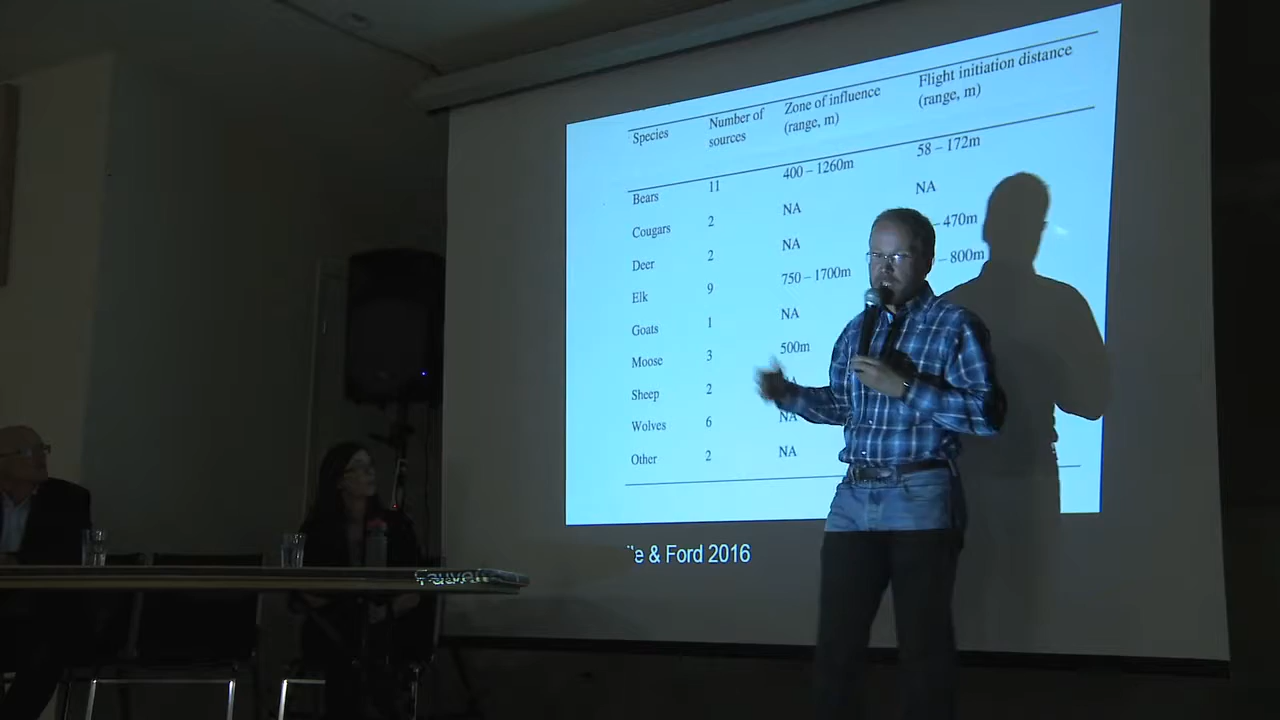 Species Number of sources Zone of influence (range, m) Flight initiation distance (range, m)
Bears 11 400 – 1260m 58 – 172m
Cougars 2 NA NA
Deer 2 NA – 470m
Elk 9 750 – 1700m – 800m
Goats 1 NA
Moose 3 500m
Sheep 2
Wolves 6 NA
Other 2 NA
& Ford 2016